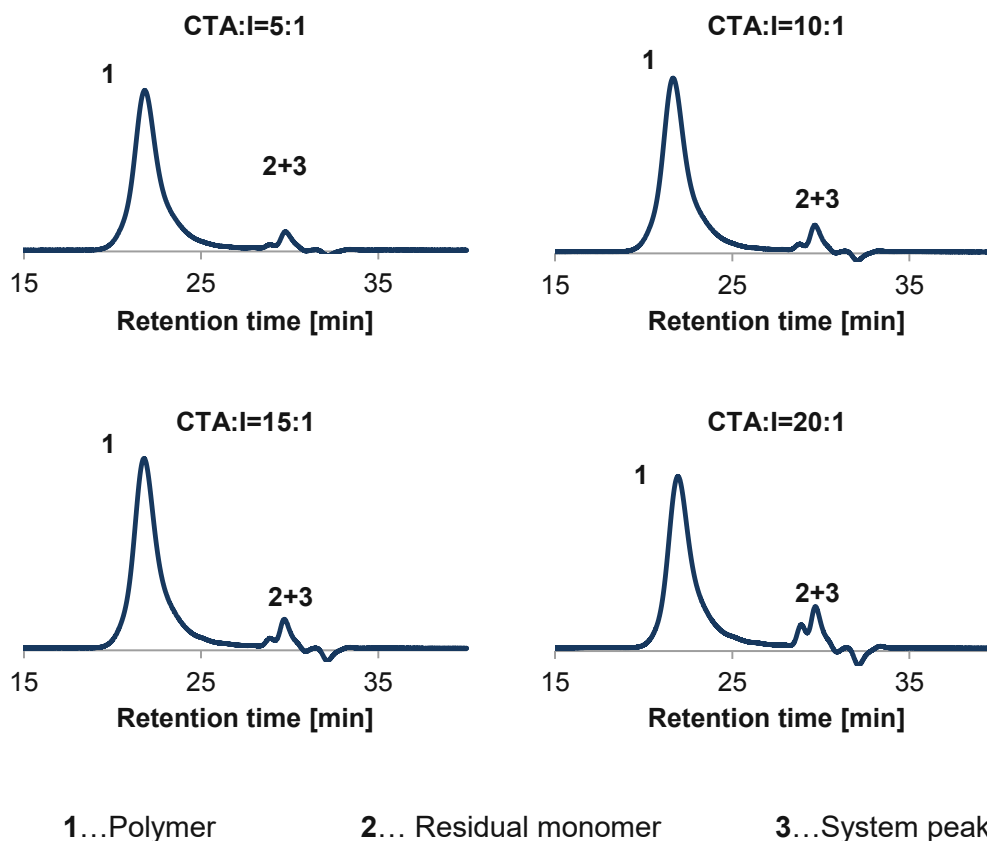 CTA:I=5:1
1
2+3
15 25 35
Retention time [min]
CTA:I=10:1
1
2+3
15 25 35
Retention time [min]
CTA:I=15:1
1
2+3
15 25 35
Retention time [min]
CTA:I=20:1
1
2+3
15 25 35
Retention time [min]
1…Polymer 2… Residual monomer 3…System peak